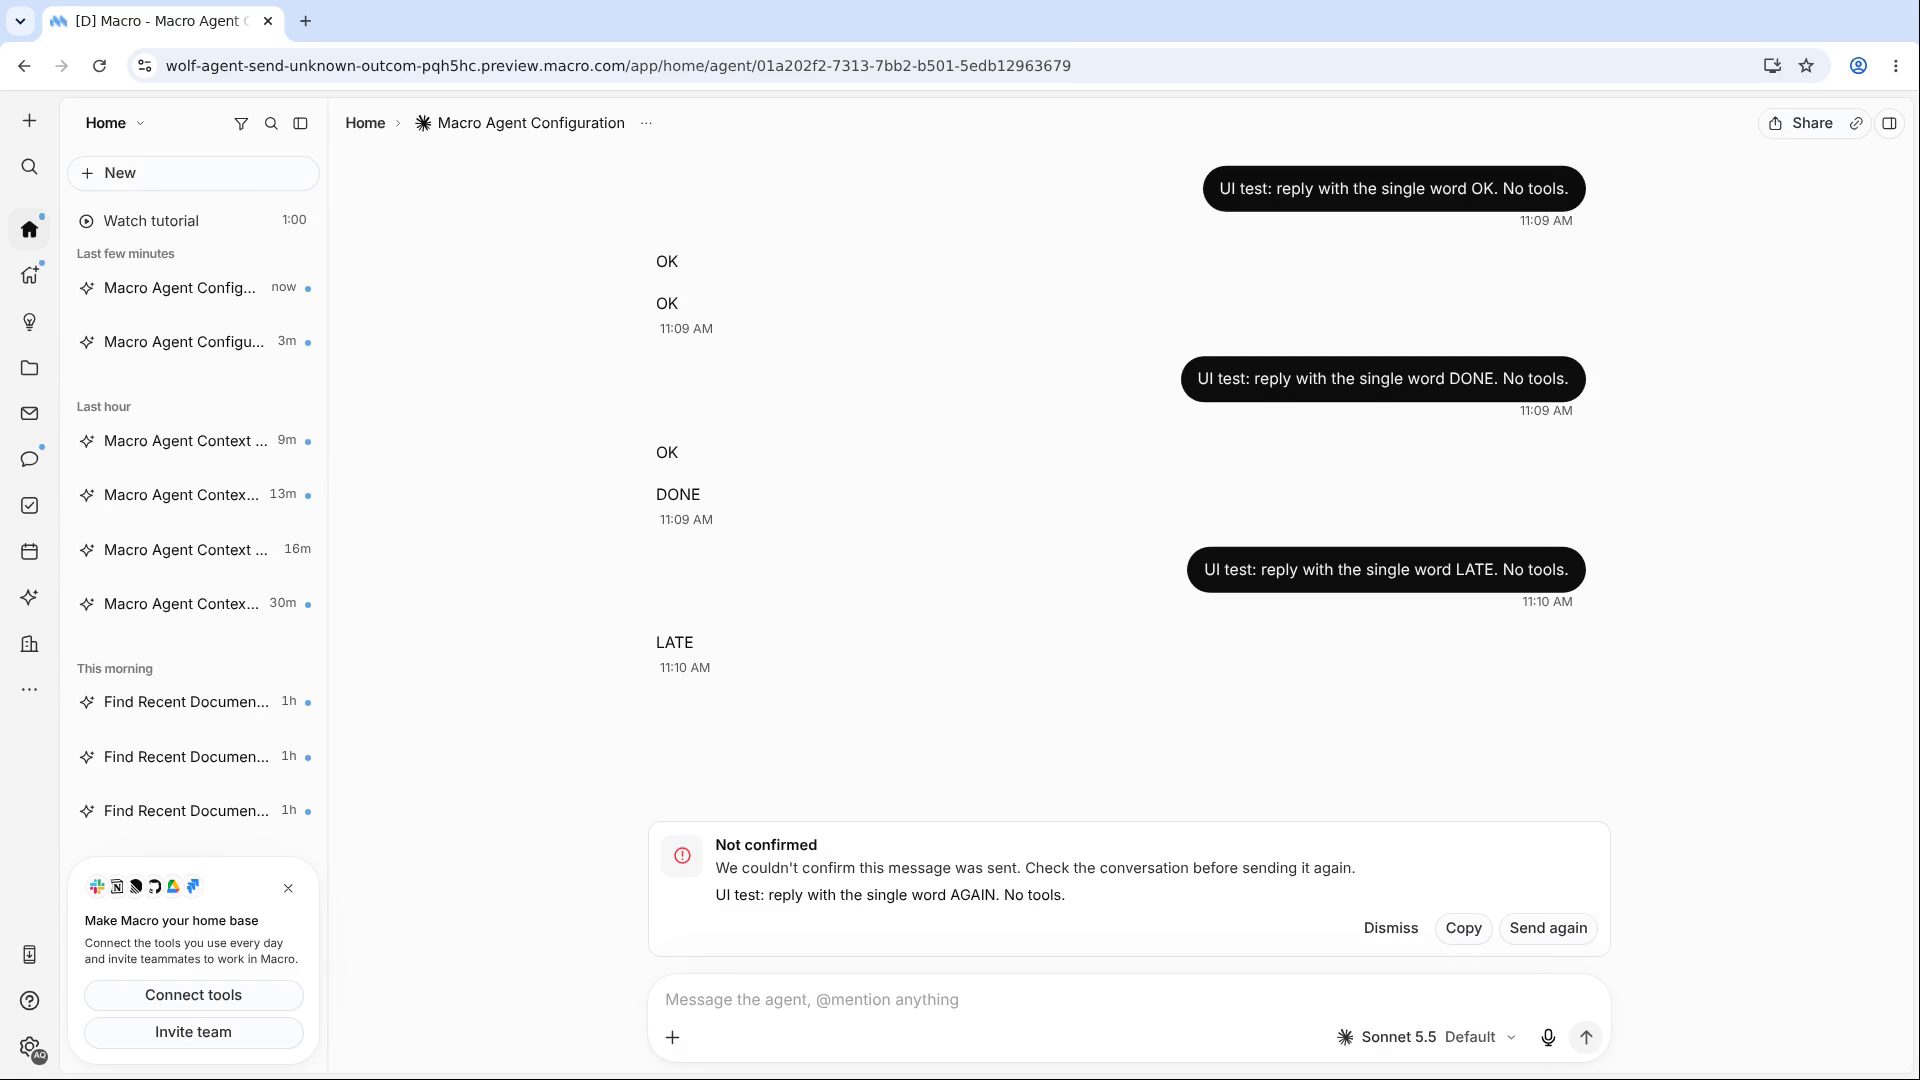 [D] Macro - Macro Agent C
wolf-agent-send-unknown-outcom-pqh5hc.preview.macro.com/app/home/agent/01a202f2-7313-7bb2-b501-5edb12963679
Home
New
Watch tutorial 1:00
Last few minutes
Macro Agent Config... now
Macro Agent Configu... 3m
Last hour
Macro Agent Context ... 9m
Macro Agent Contex... 13m
Macro Agent Context ... 16m
Macro Agent Contex... 30m
This morning
Find Recent Documen... 1h
Find Recent Documen... 1h
Find Recent Documen... 1h
Make Macro your home base
Connect the tools you use every day
and invite teammates to work in Macro.
Connect tools
Invite team
AQ
Home > Macro Agent Configuration ...
Share
UI test: reply with the single word OK. No tools.
11:09 AM
OK
OK
11:09 AM
UI test: reply with the single word DONE. No tools.
11:09 AM
OK
DONE
11:09 AM
UI test: reply with the single word LATE. No tools.
11:10 AM
LATE
11:10 AM
Not confirmed
We couldn't confirm this message was sent. Check the conversation before sending it again.
UI test: reply with the single word AGAIN. No tools.
Dismiss Copy Send again
Message the agent, @mention anything
Sonnet 5.5 Default